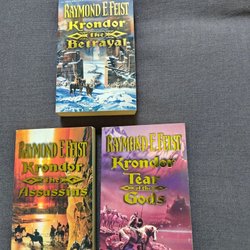 RAYMOND E. FEIST
Krondor
the
Betrayal
RAYMOND E. FEIST
Krondor
the
Assassins
RAYMOND E. FEIST
Krondor
Tear
of the
Gods